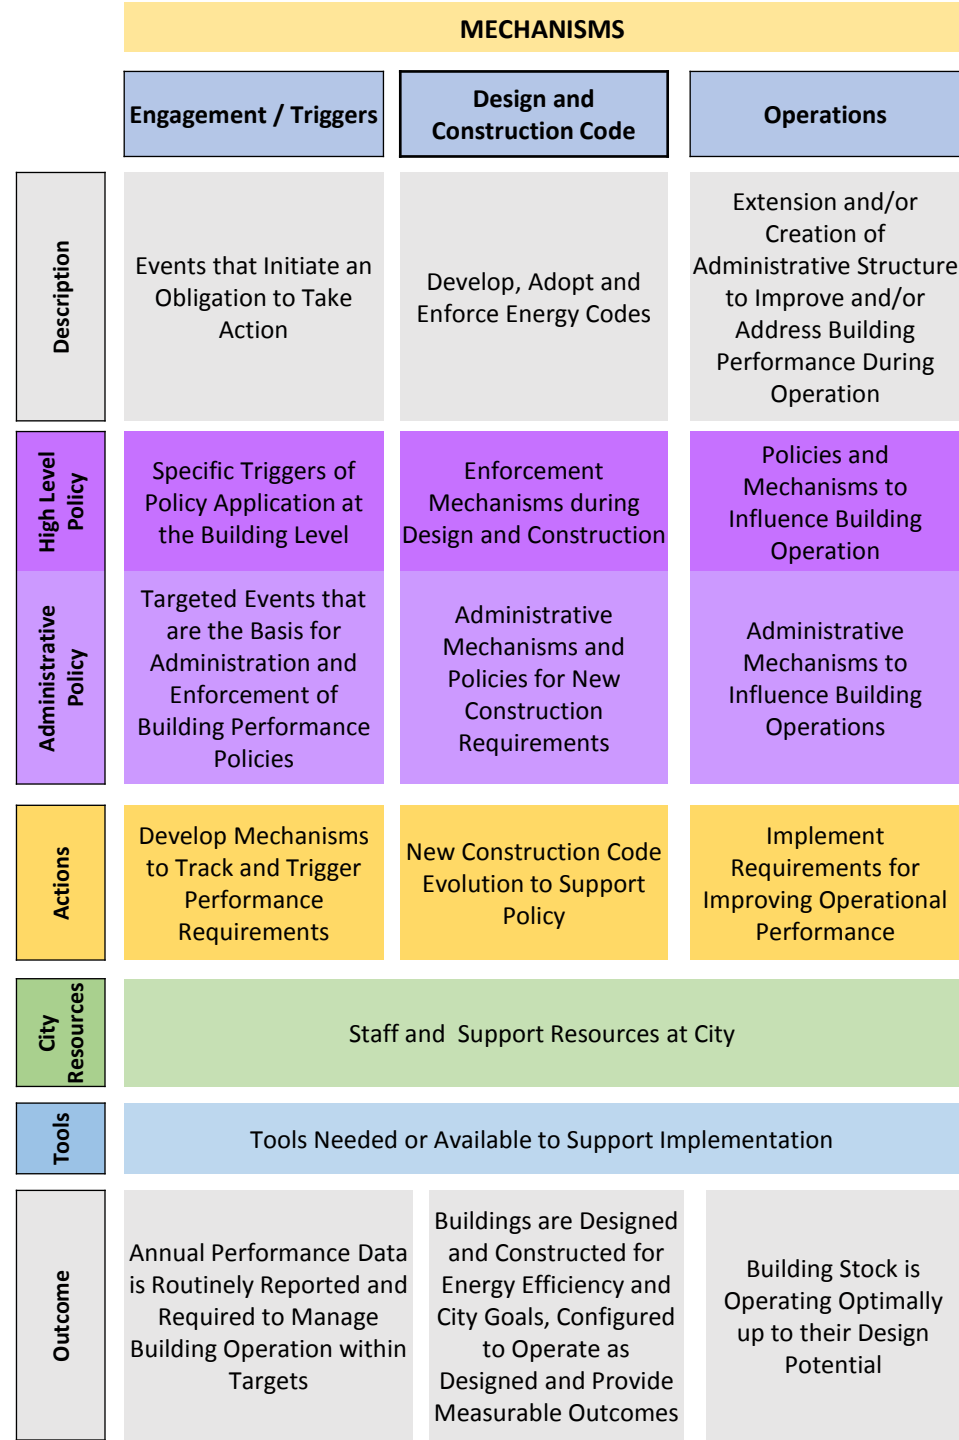 MECHANISMS
Engagement / Triggers
Design and
Construction Code
Operations
Description
Events that Initiate an
Obligation to Take
Action
Develop, Adopt and
Enforce Energy Codes
Extension and/or
Creation of
Administrative Structure
to Improve and/or
Address Building
Performance During
Operation
High Level
Policy
Specific Triggers of
Policy Application at
the Building Level
Enforcement
Mechanisms during
Design and Construction
Policies and
Mechanisms to
Influence Building
Operation
Administrative
Policy
Targeted Events that
are the Basis for
Administration and
Enforcement of
Building Performance
Policies
Administrative
Mechanisms and
Policies for New
Construction
Requirements
Administrative
Mechanisms to
Influence Building
Operations
Actions
Develop Mechanisms
to Track and Trigger
Performance
Requirements
New Construction Code
Evolution to Support
Policy
Implement
Requirements for
Improving Operational
Performance
City
Resources
Staff and  Support Resources at City
Tools
Tools Needed or Available to Support Implementation
Outcome
Annual Performance Data
is Routinely Reported and
Required to Manage
Building Operation within
Targets
Buildings are Designed
and Constructed for
Energy Efficiency and
City Goals, Configured
to Operate as
Designed and Provide
Measurable Outcomes
Building Stock is
Operating Optimally
up to their Design
Potential